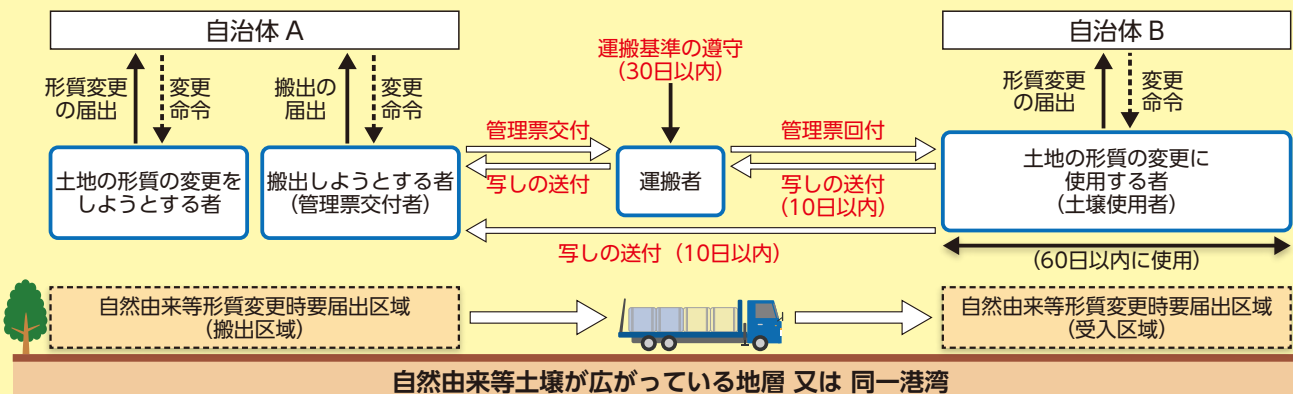 自治体 A
自治体 B
運搬基準の遵守
(30日以内)
形質変更
の届出
変更
命令
搬出の
届出
変更
命令
形質変更
の届出
変更
命令
管理票交付
管理票回付
土地の形質の変更を
しようとする者
搬出しようとする者
(管理票交付者)
運搬者
土地の形質の変更に
使用する者
(土壌使用者)
写しの送付
写しの送付
(10日以内)
写しの送付(10日以内)
(60日以内に使用)
自然由来等形質変更時要届出区域
(搬出区域)
自然由来等形質変更時要届出区域
(受入区域)
自然由来等土壌が広がっている地層 又は 同一港湾